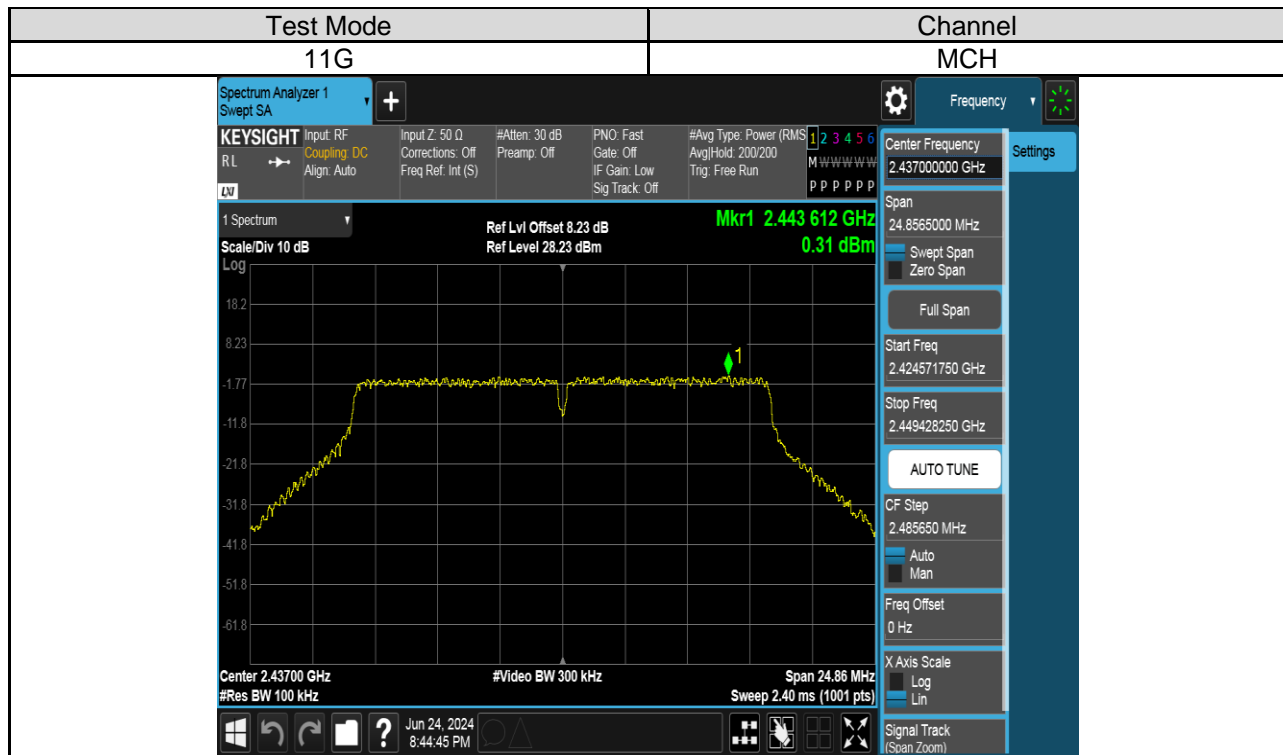 Test Mode Channel
11G MCH
Spectrum Analyzer 1
Swept SA
+
Frequency
KEYSIGHT Input: RF Input Z: 50 Ω #Atten: 30 dB PNO: Fast #Avg Type: Power (RMS 1 2 3 4 5 6
RL Coupling: DC Corrections: Off Preamp: Off Gate: Off Avg|Hold: 200/200 M W W W W W
Align: Auto Freq Ref: Int (S) IF Gain: Low Trig: Free Run
LXI Sig Track: Off P P P P P P
1 Spectrum
Scale/Div 10 dB
Ref Lvl Offset 8.23 dB
Ref Level 28.23 dBm
Mkr1 2.443 612 GHz
0.31 dBm
Log
18.2
8.23
1
-1.77
-11.8
-21.8
-31.8
-41.8
-51.8
-61.8
Center 2.43700 GHz #Video BW 300 kHz Span 24.86 MHz
#Res BW 100 kHz Sweep 2.40 ms (1001 pts)
?
Jun 24, 2024
8:44:45 PM
Center Frequency
2.437000000 GHz
Settings
Span
24.8565000 MHz
Swept Span
Zero Span
Full Span
Start Freq
2.424571750 GHz
Stop Freq
2.449428250 GHz
AUTO TUNE
CF Step
2.485650 MHz
Auto
Man
Freq Offset
0 Hz
X Axis Scale
Log
Lin
Signal Track
(Span Zoom)